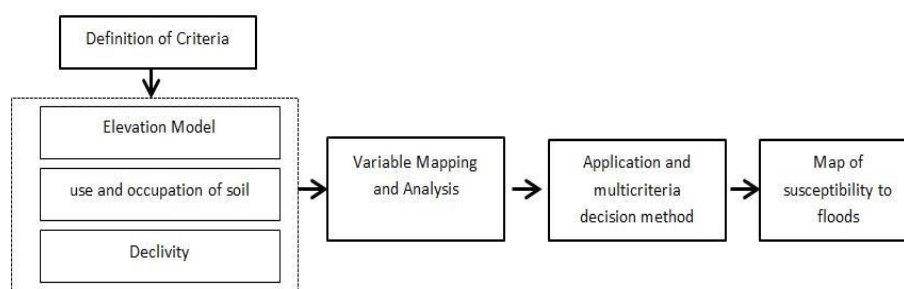 Definition of Criteria
Elevation Model
use and occupation of soil
Declivity
Variable Mapping
and Analysis
Application and
multicriteria
decision method
Map of
susceptibility to
floods